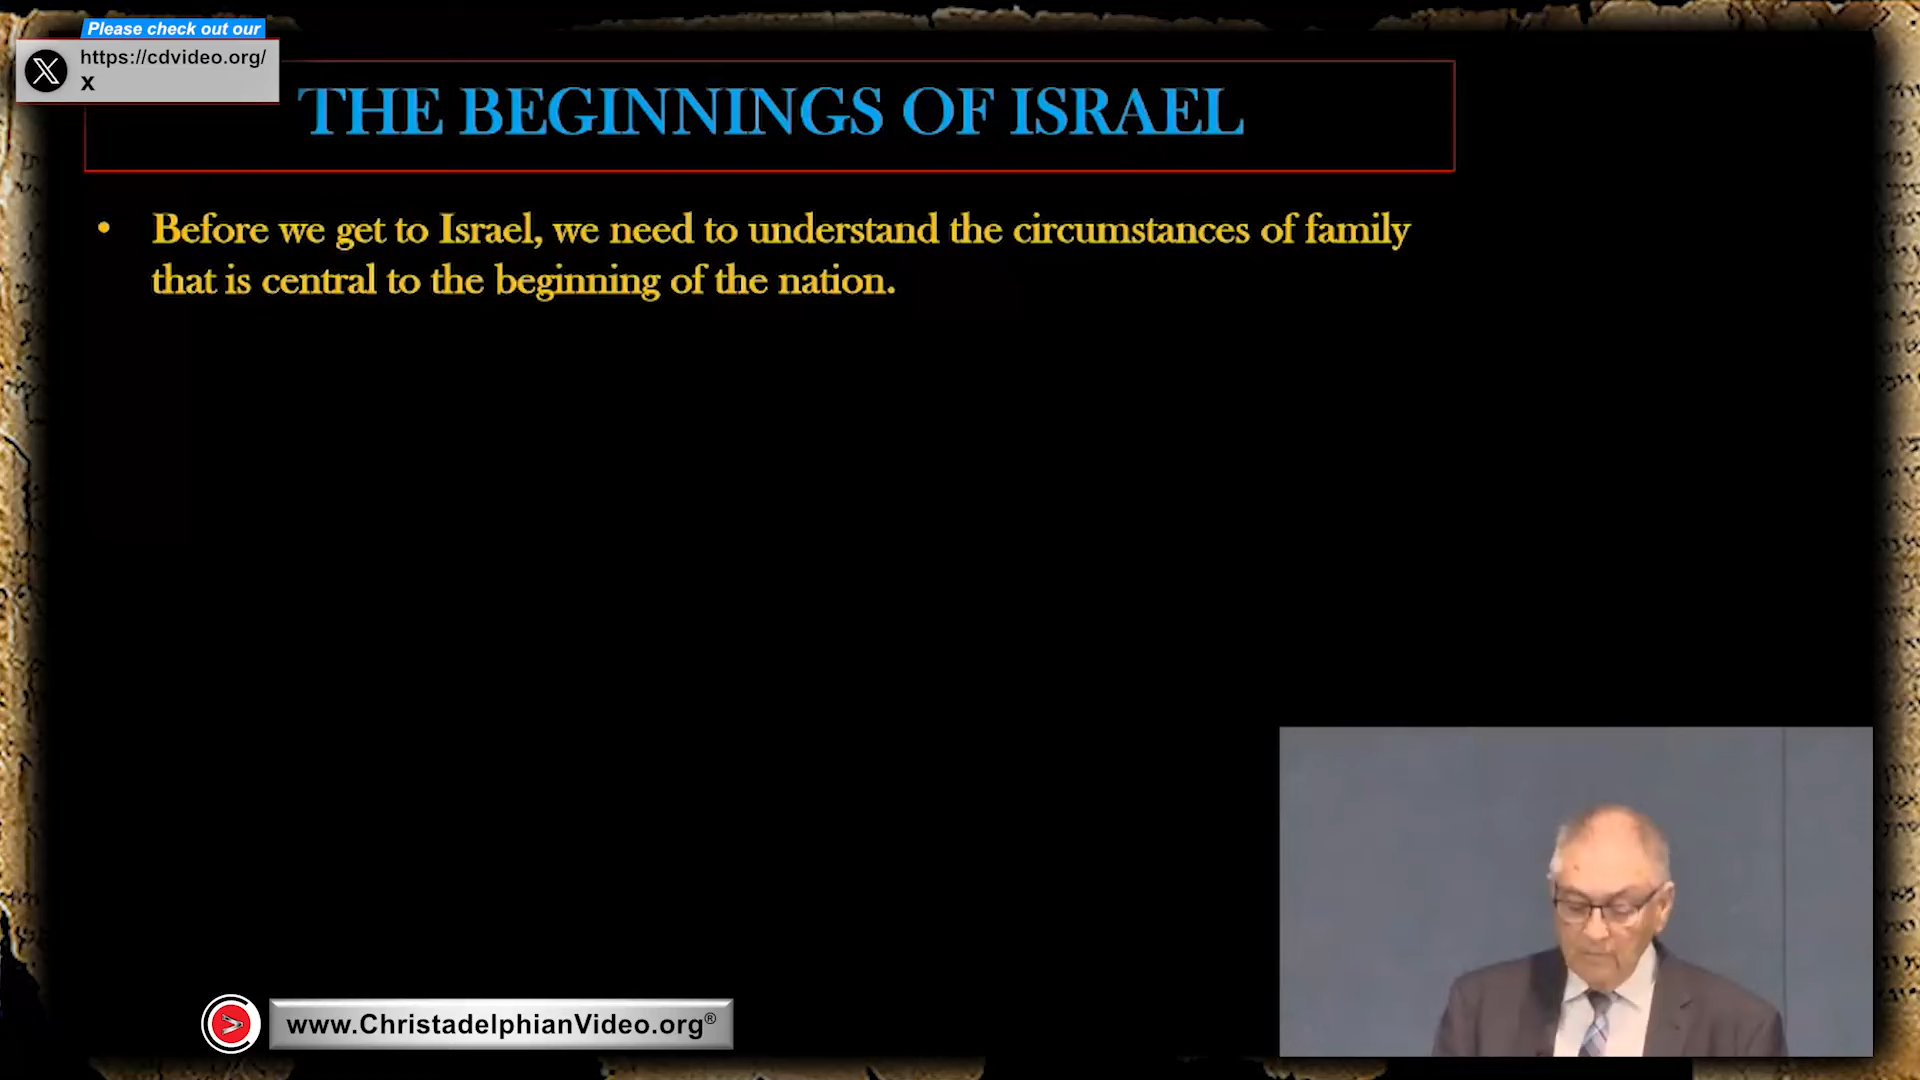 Please check out our
https://cdvideo.org/
x
THE BEGINNINGS OF ISRAEL
• Before we get to Israel, we need to understand the circumstances of family
that is central to the beginning of the nation.
www.ChristadelphianVideo.org®